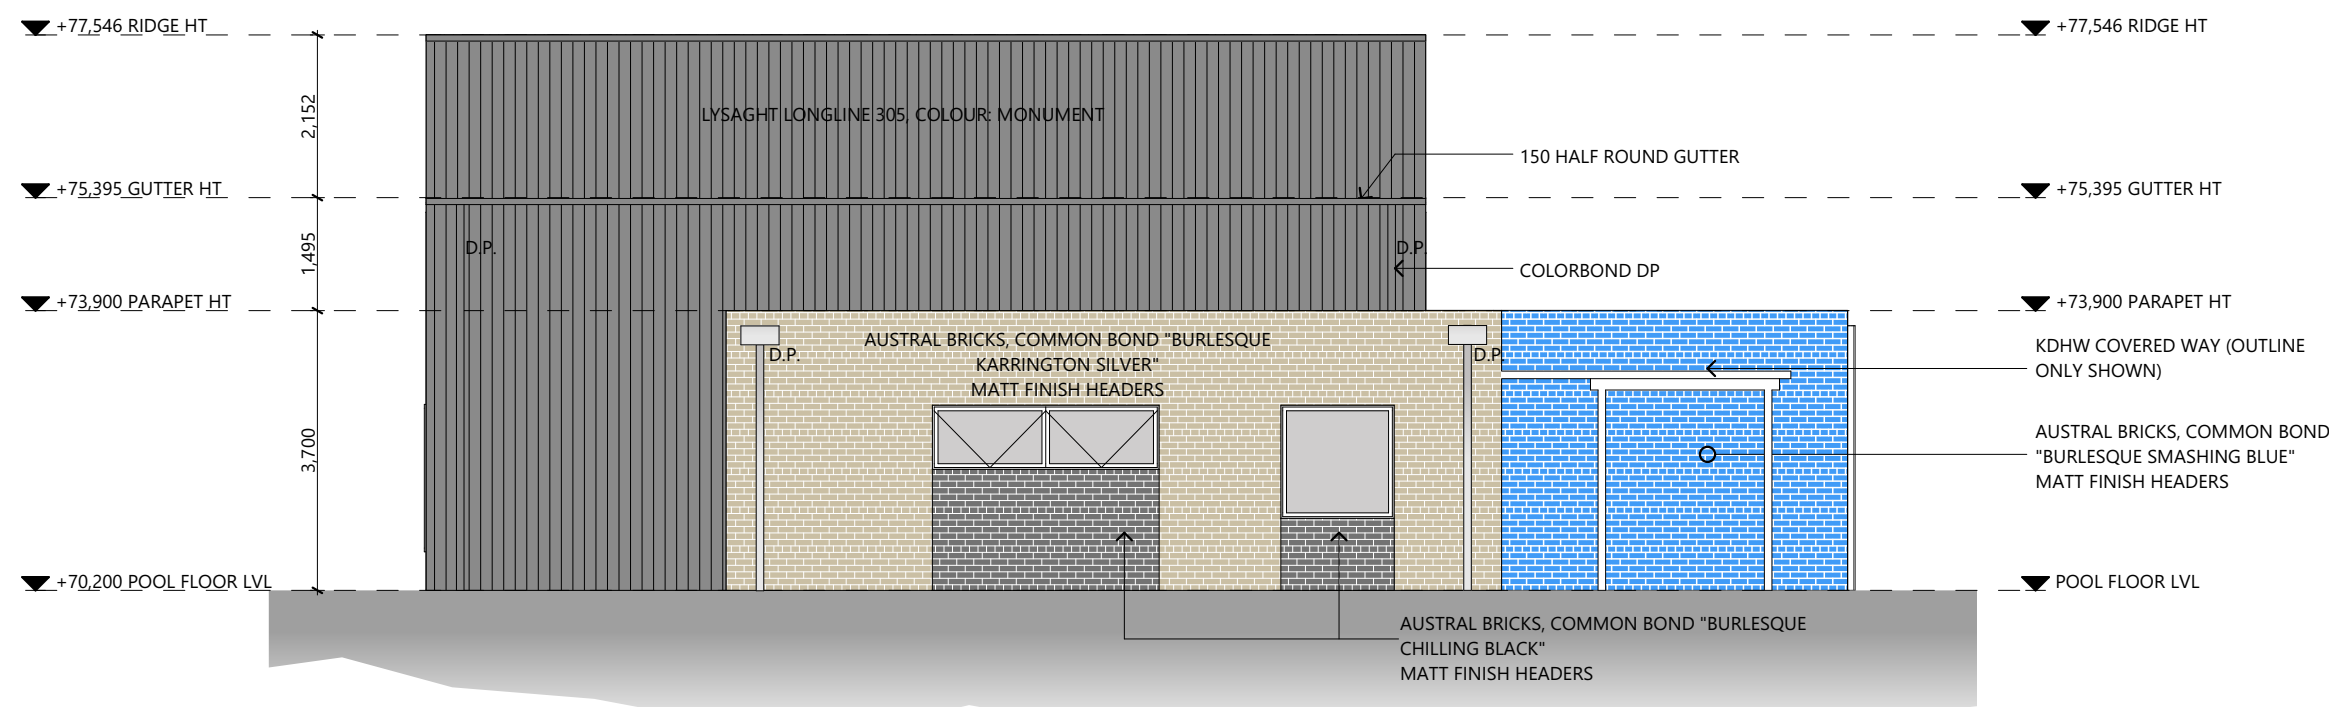 +77,546 RIDGE HT
+77,546 RIDGE HT
2,152
LYSAGHT LONGLINE 305, COLOUR: MONUMENT
150 HALF ROUND GUTTER
+75,395 GUTTER HT
+75,395 GUTTER HT
1,495
D.P.
D.P.
COLORBOND DP
+73,900 PARAPET HT
+73,900 PARAPET HT
AUSTRAL BRICKS, COMMON BOND "BURLESQUE
KARRINGTON SILVER"
MATT FINISH HEADERS
D.P.
D.P.
KDHW COVERED WAY (OUTLINE
ONLY SHOWN)
3,700
AUSTRAL BRICKS, COMMON BOND
"BURLESQUE SMASHING BLUE"
MATT FINISH HEADERS
+70,200 POOL FLOOR LVL
POOL FLOOR LVL
AUSTRAL BRICKS, COMMON BOND "BURLESQUE
CHILLING BLACK"
MATT FINISH HEADERS